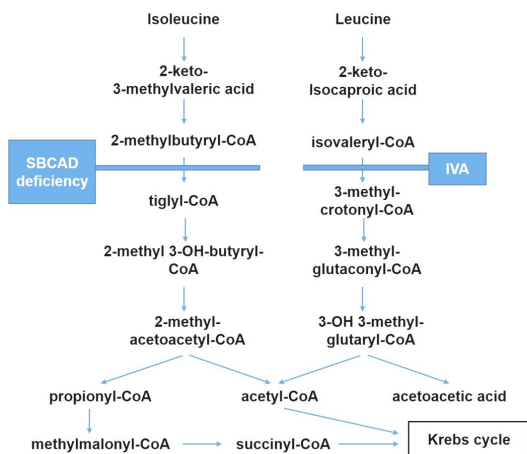 Isoleucine
Leucine
2-keto-
3-methylvaleric acid
2-keto-
Isocaproic acid
2-methylbutyryl-CoA
isovaleryl-CoA
SBCAD
deficiency
IVA
tiglyl-CoA
3-methyl-
crotonyl-CoA
2-methyl 3-OH-butyryl-
CoA
3-methyl-
glutaconyl-CoA
2-methyl-
acetoacetyl-CoA
3-OH 3-methyl-
glutaryl-CoA
propionyl-CoA
acetyl-CoA
acetoacetic acid
methylmalonyl-CoA
succinyl-CoA
Krebs cycle